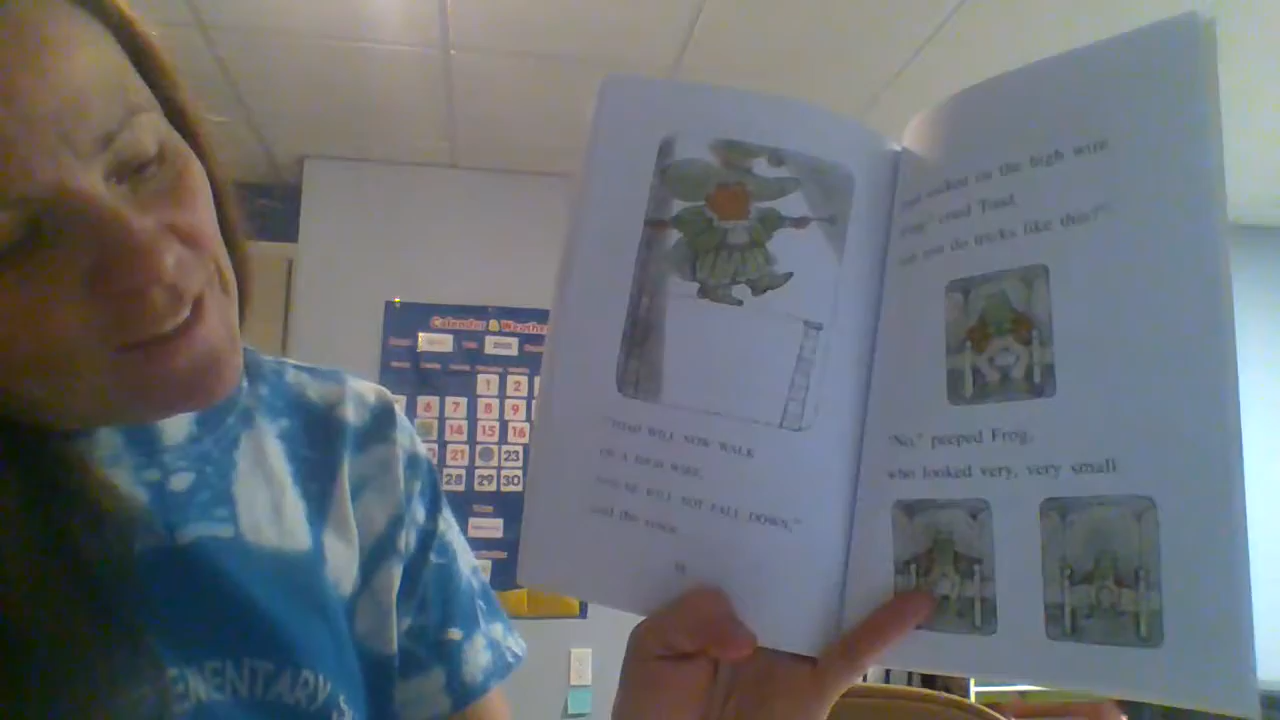 "TOAD WILL NOW WALK
ON A HIGH WIRE,
AND HE WILL NOT FALL DOWN,"
said the voice.
Toad walked on the high wire.
"Frog," cried Toad,
"can you do tricks like this?"
"No," peeped Frog,
who looked very, very small.
Calendar Weather
1 2
6 7 8 9
14 15 16
21 23
28 29 30
EMENTARY